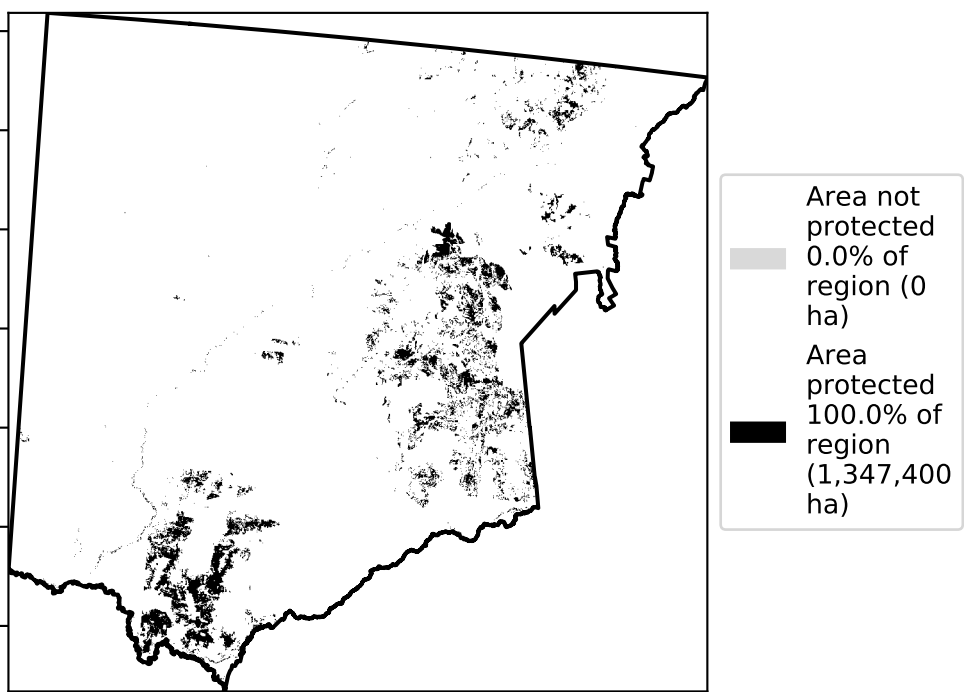 Area not
protected
0.0% of
region (0
ha)
Area
protected
100.0% of
region
(1,347,400
ha)